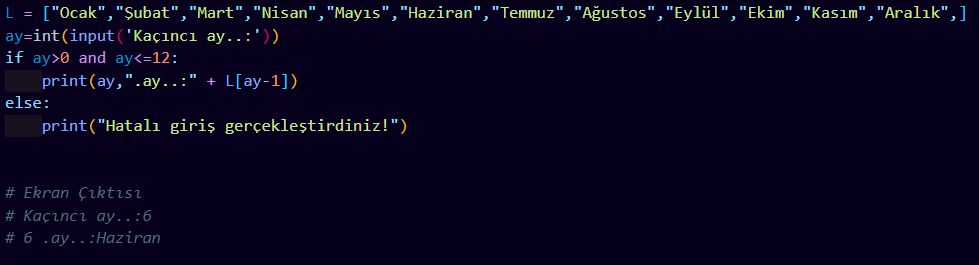 L = ["Ocak","Şubat","Mart","Nisan","Mayıs","Haziran","Temmuz","Ağustos","Eylül","Ekim","Kasım","Aralık",]
ay=int(input('Kaçıncı ay..:'))
if ay>0 and ay<=12:
    print(ay,".ay..:" + L[ay-1])
else:
    print("Hatalı giriş gerçekleştirdiniz!")
# Ekran Çıktısı
# Kaçıncı ay..:6
# 6 .ay..:Haziran